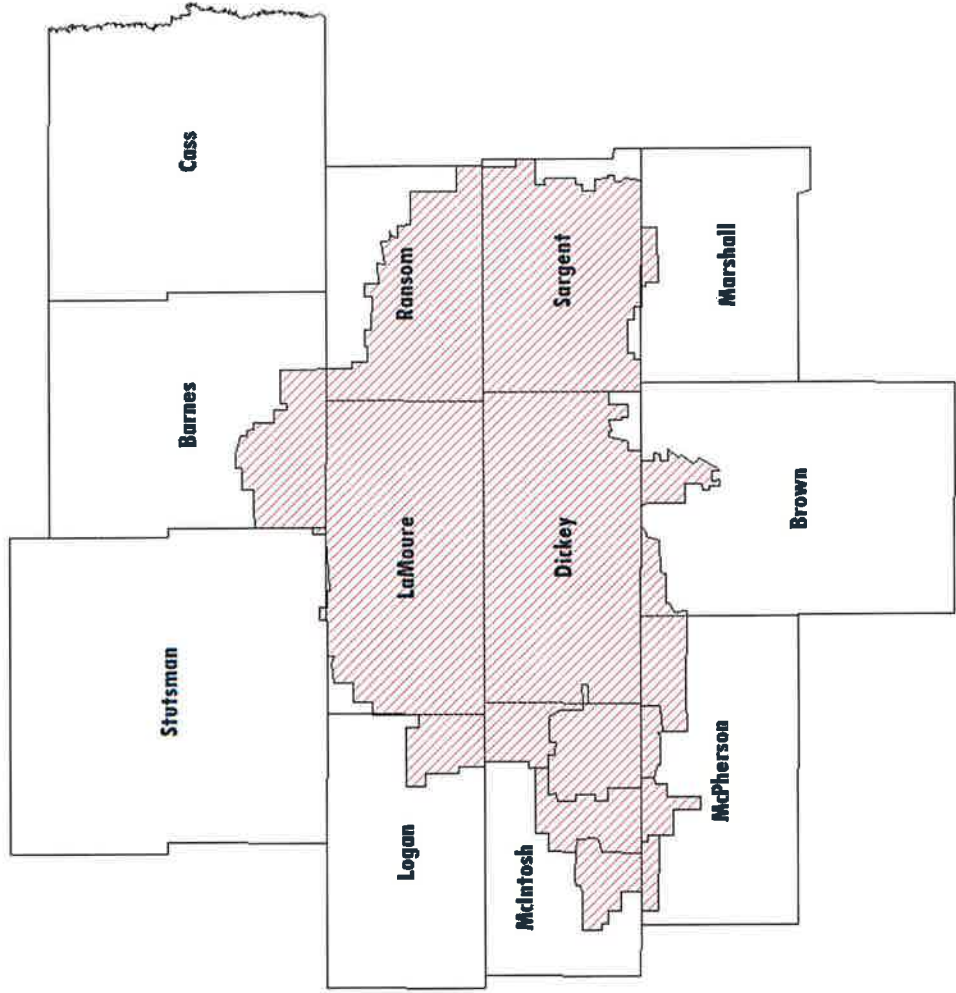 Stutsman
Barnes
Cass
Logan
LaMoure
Ransom
McIntosh
Dickey
Sargent
McPherson
Brown
Marshall